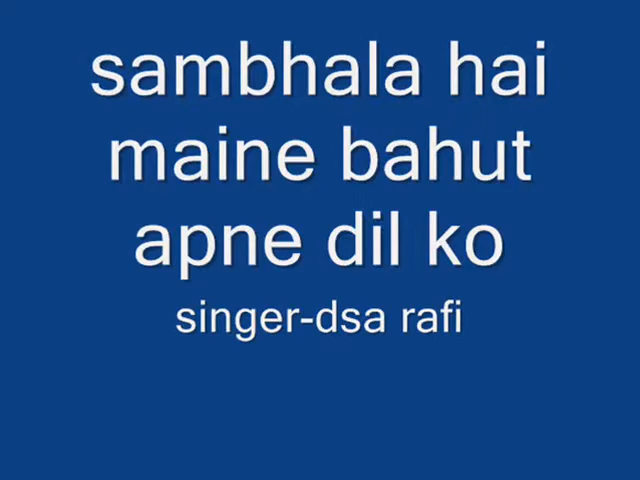 sambhala hai
maine bahut
apne dil ko
singer-dsa rafi